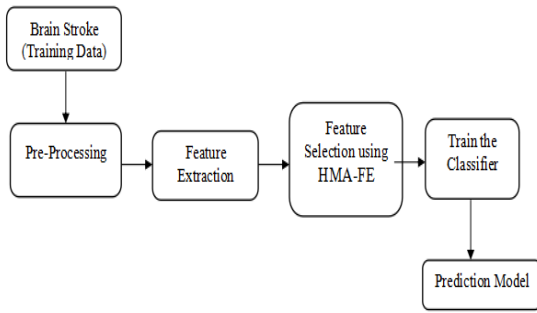 Brain Stroke
(Training Data)
Pre-Processing
Feature
Extraction
Feature
Selection using
HMA-FE
Train the
Classifier
Prediction Model